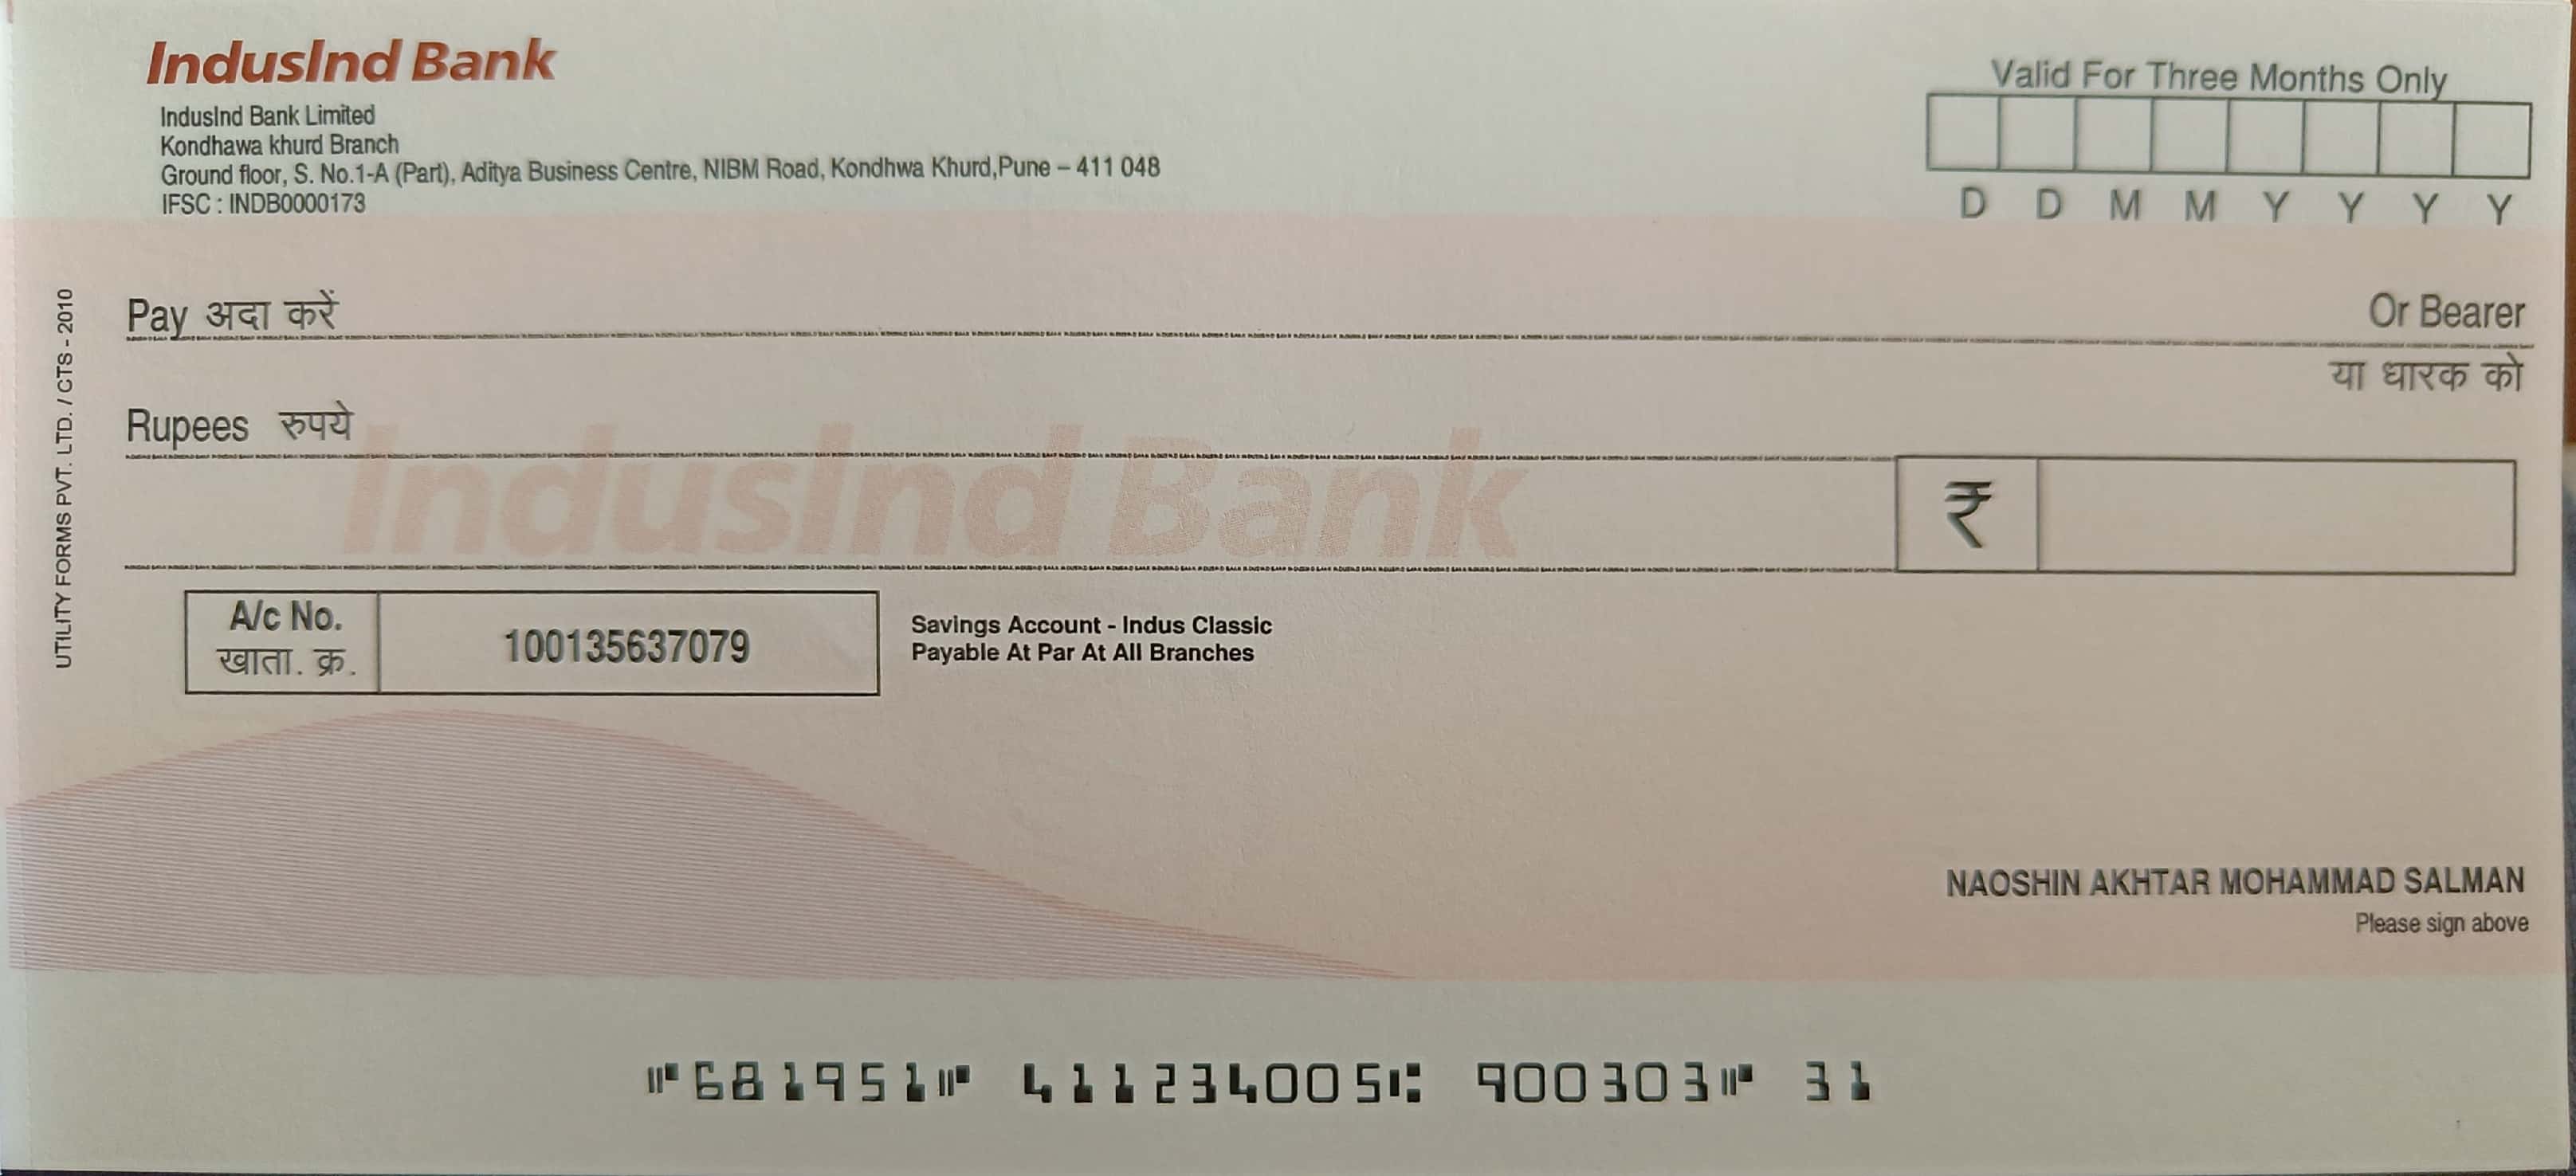 IndusInd Bank
IndusInd Bank Limited
Kondhawa khurd Branch
Ground floor, S. No.1-A (Part), Aditya Business Centre, NIBM Road, Kondhwa Khurd,Pune – 411 048
IFSC : INDB0000173
Valid For Three Months Only
D D M M Y Y Y Y
Pay अदा करें
Or Bearer
या धारक को
Rupees रुपये
IndusInd Bank
₹
A/c No.
खाता. क्र.
100135637079
Savings Account - Indus Classic
Payable At Par At All Branches
UTILITY FORMS PVT. LTD. / CTS - 2010
NAOSHIN AKHTAR MOHAMMAD SALMAN
Please sign above
⑈681951⑈ 411234005⑆ 900303⑈ 31